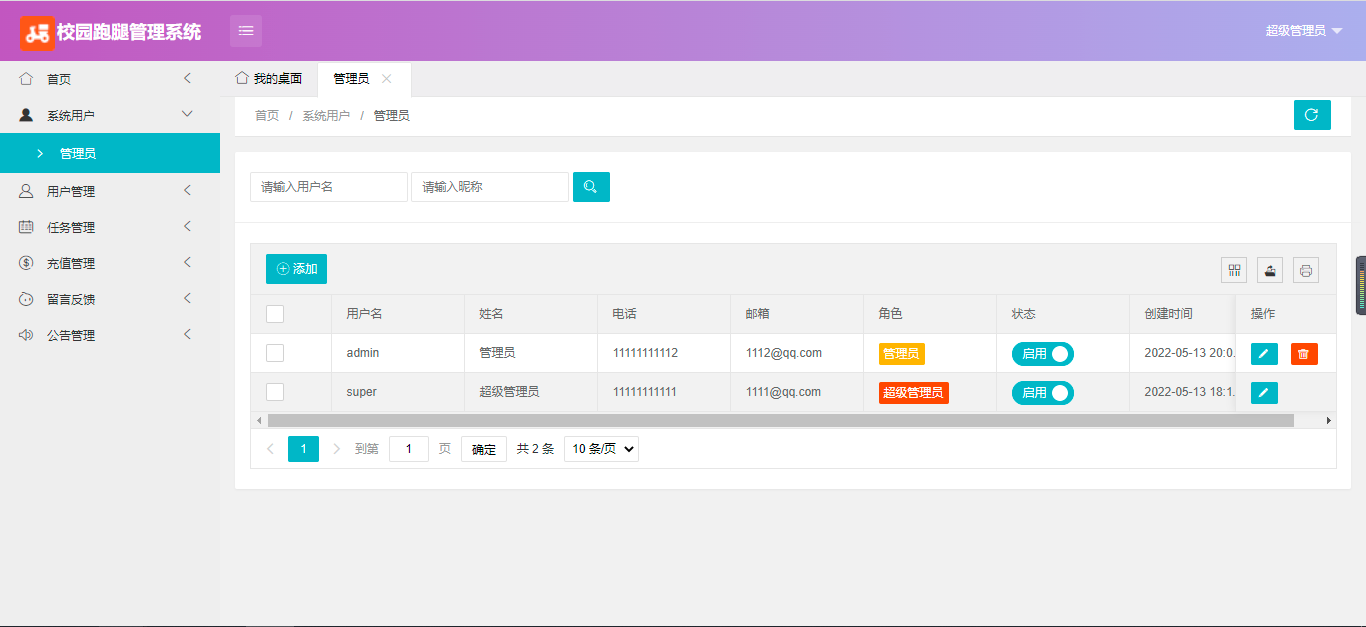 校园跑腿管理系统
超级管理员
首页
系统用户
管理员
用户管理
任务管理
充值管理
留言反馈
公告管理
我的桌面 管理员
首页 / 系统用户 / 管理员
请输入用户名 请输入昵称
添加
用户名 姓名 电话 邮箱 角色 状态 创建时间 操作
admin 管理员 11111111112 1112@qq.com 管理员 启用 2022-05-13 20:0
super 超级管理员 11111111111 1111@qq.com 超级管理员 启用 2022-05-13 18:1
1 到第 1 页 确定 共 2 条 10 条/页